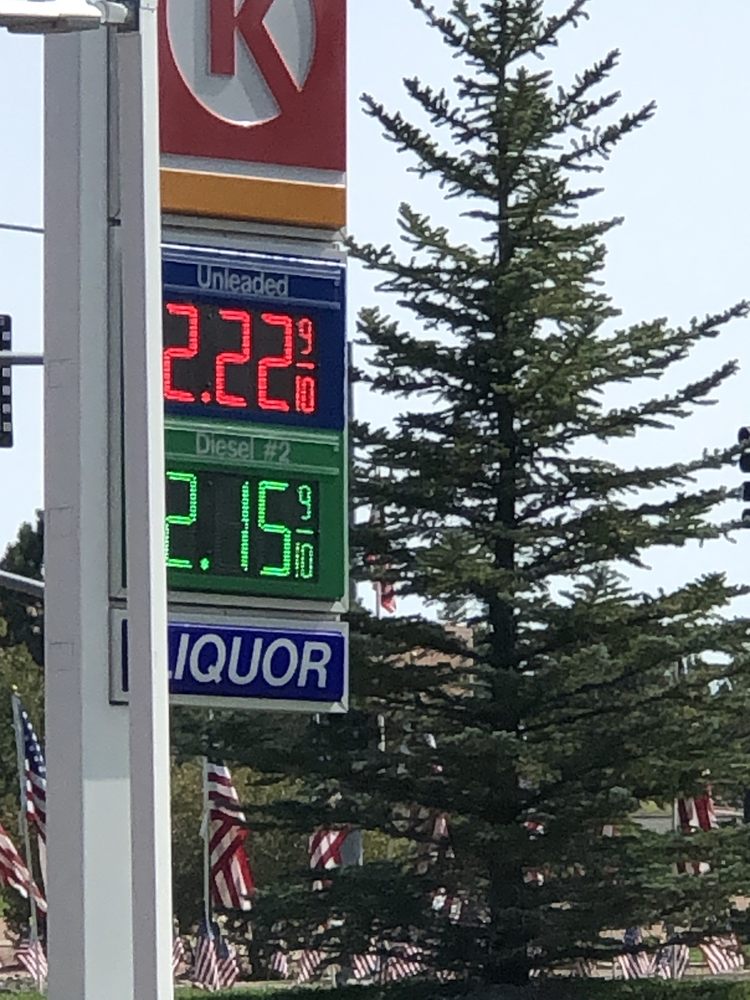 K
Unleaded
2.22 9/10
Diesel #2
2.15 9/10
LIQUOR